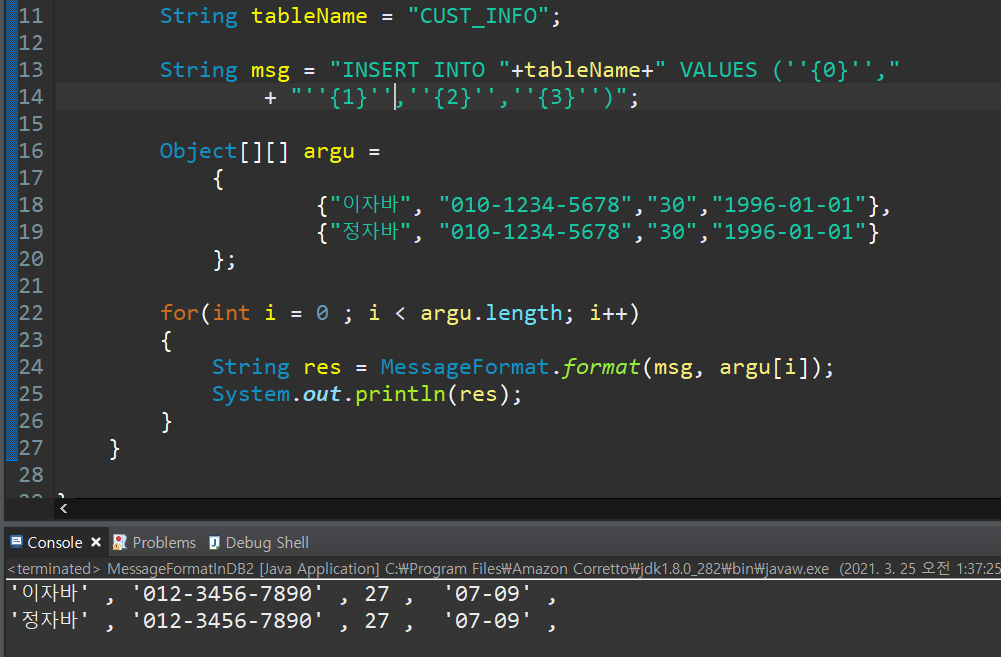 11 String tableName = "CUST_INFO";
12
13 String msg = "INSERT INTO "+tableName+" VALUES (''{0}'',"
14 + "''{1}'',''{2}'',''{3}'')";
15
16 Object[][] argu =
17 {
18 {"이자바", "010-1234-5678","30","1996-01-01"},
19 {"정자바", "010-1234-5678","30","1996-01-01"}
20 };
21
22 for(int i = 0 ; i < argu.length; i++)
23 {
24 String res = MessageFormat.format(msg, argu[i]);
25 System.out.println(res);
26 }
27 }
28
Console Problems Debug Shell
<terminated> MessageFormatInDB2 [Java Application] C:₩Program Files₩Amazon Corretto₩jdk1.8.0_282₩bin₩javaw.exe (2021. 3. 25 오전 1:37:25
'이자바' , '012-3456-7890' , 27 , '07-09' ,
'정자바' , '012-3456-7890' , 27 , '07-09' ,